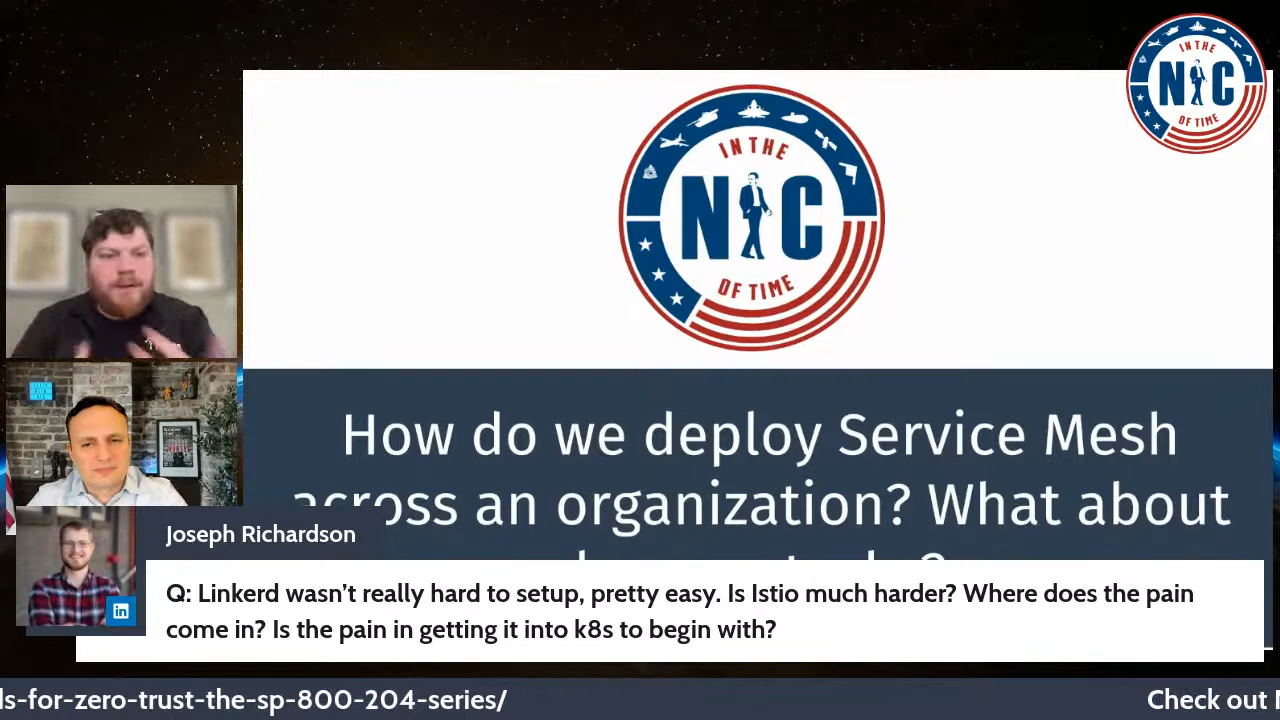 IN THE
NIC
OF TIME
IN THE
NIC
OF TIME
How do we deploy Service Mesh
across an organization? What about
Joseph Richardson
in
Q: Linkerd wasn’t really hard to setup, pretty easy. Is Istio much harder? Where does the pain
come in? Is the pain in getting it into k8s to begin with?
ls-for-zero-trust-the-sp-800-204-series/
Check out